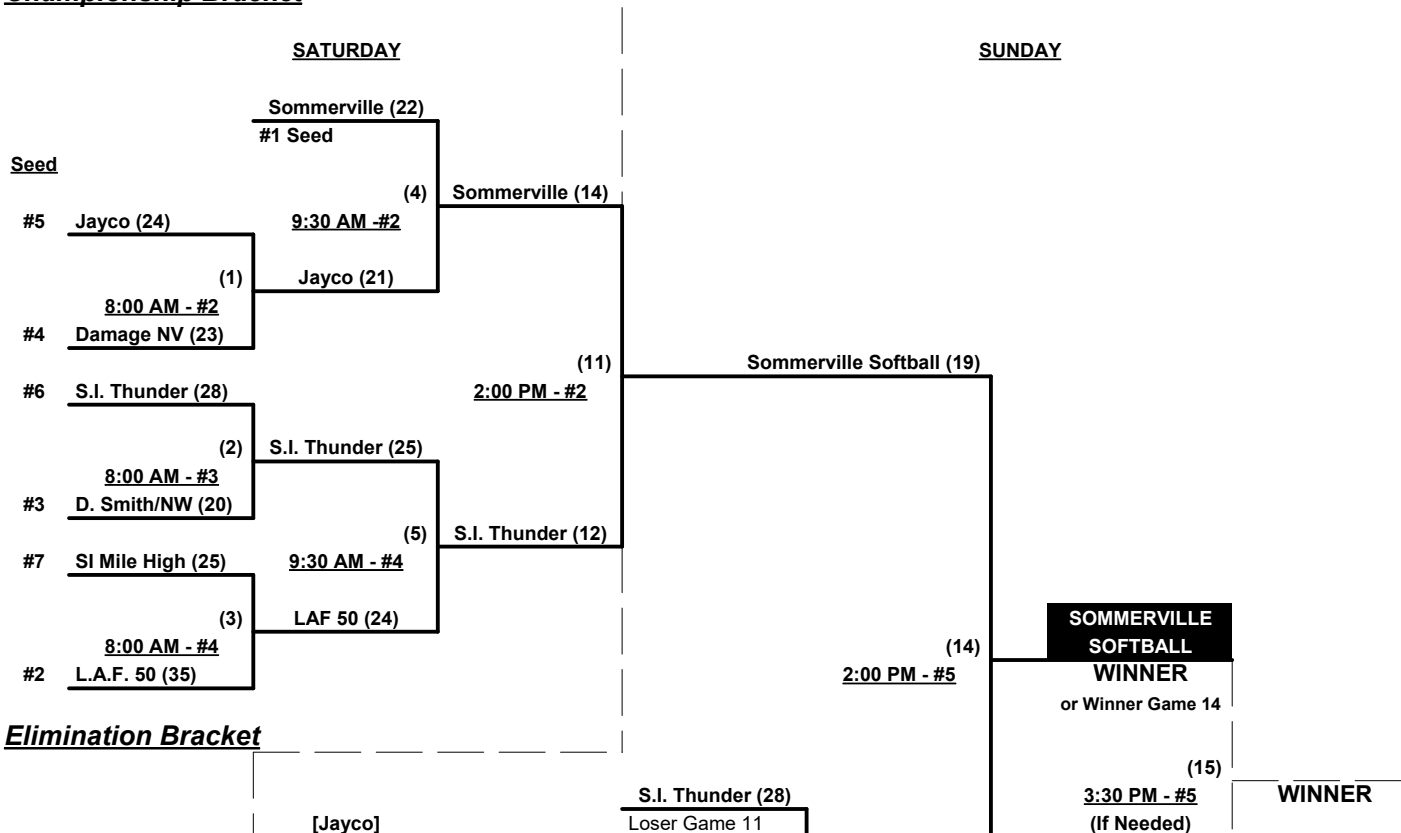 Championship Bracket
SATURDAY
SUNDAY
Sommerville (22)
#1 Seed
Seed
(4)
Sommerville (14)
#5
Jayco (24)
9:30 AM -#2
(1)
Jayco (21)
8:00 AM - #2
#4
Damage NV (23)
(11)
Sommerville Softball (19)
#6
S.I. Thunder (28)
2:00 PM - #2
(2)
S.I. Thunder (25)
8:00 AM - #3
#3
D. Smith/NW (20)
(5)
S.I. Thunder (12)
#7
SI Mile High (25)
9:30 AM - #4
(3)
LAF 50 (24)
SOMMERVILLE
8:00 AM - #4
(14)
SOFTBALL
#2
L.A.F. 50 (35)
2:00 PM - #5
WINNER
or Winner Game 14
Elimination Bracket
(15)
S.I. Thunder (28)
3:30 PM - #5
WINNER
[Jayco]
Loser Game 11
(If Needed)